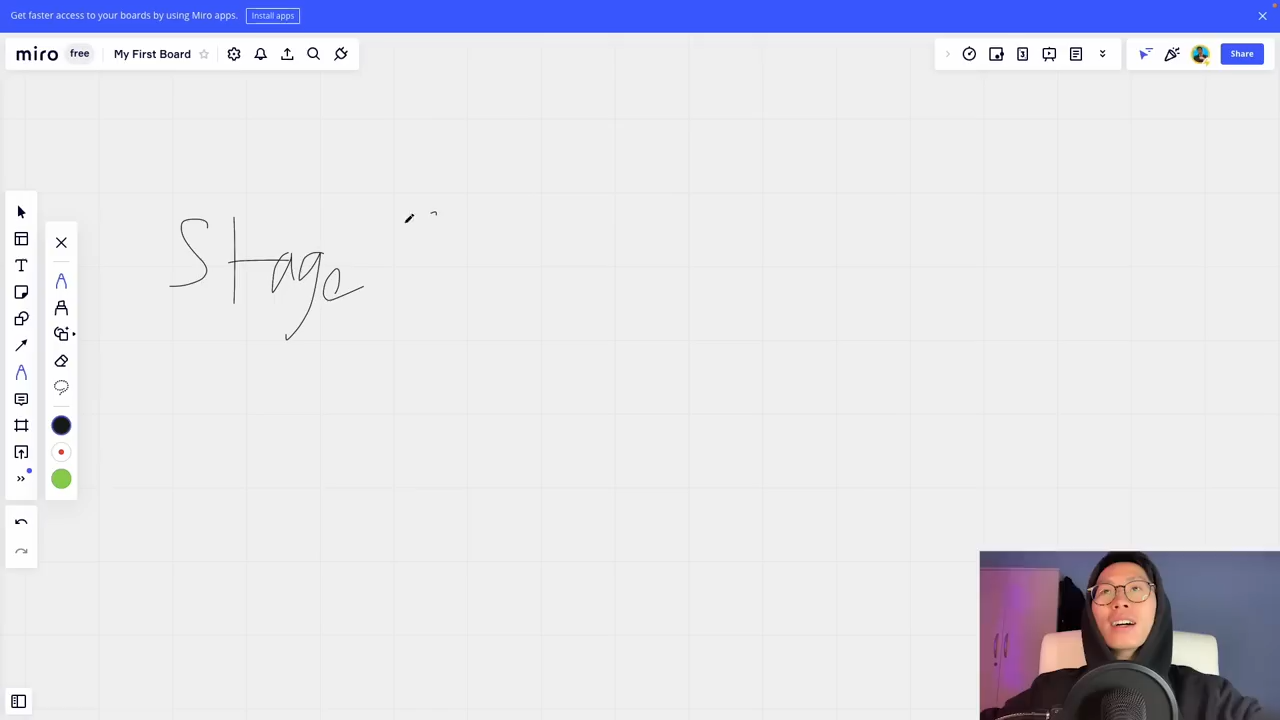 Get faster access to your boards by using Miro apps. Install apps
miro free My First Board
3 Share
Stage